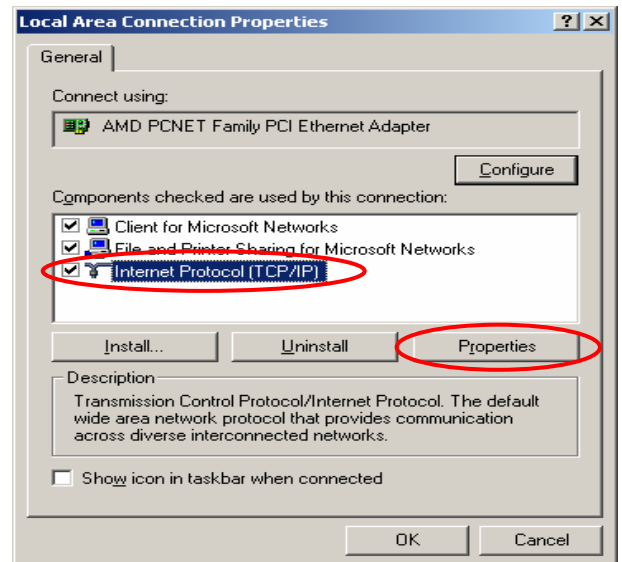 Local Area Connection Properties
General
Connect using:
AMD PCNET Family PCI Ethernet Adapter
Configure
Components checked are used by this connection:
Client for Microsoft Networks
File and Printer Sharing for Microsoft Networks
Internet Protocol (TCP/IP)
Install... Uninstall Properties
Description
Transmission Control Protocol/Internet Protocol. The default
wide area network protocol that provides communication
across diverse interconnected networks.
Show icon in taskbar when connected
OK Cancel